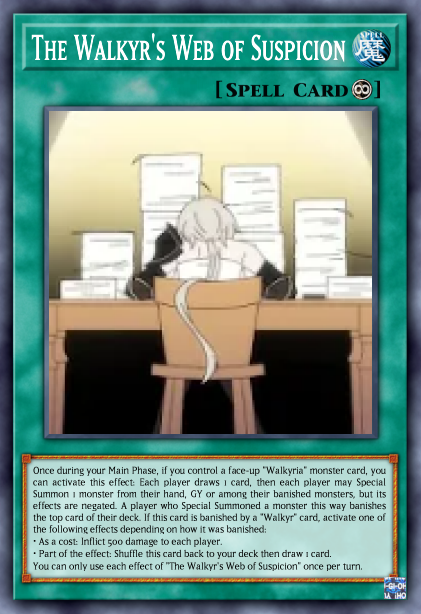 The Walkyr's Web of Suspicion
SPELL
魔
[Spell Card]
Once during your Main Phase, if you control a face-up "Walkyria" monster card, you
can activate this effect: Each player draws 1 card, then each player may Special
Summon 1 monster from their hand, GY or among their banished monsters, but its
effects are negated. A player who Special Summoned a monster this way banishes
the top card of their deck. If this card is banished by a "Walkyr" card, activate one of
the following effects depending on how it was banished:
• As a cost: Inflict 500 damage to each player.
• Part of the effect: Shuffle this card back to your deck then draw 1 card.
You can only use each effect of "The Walkyr's Web of Suspicion" once per turn.